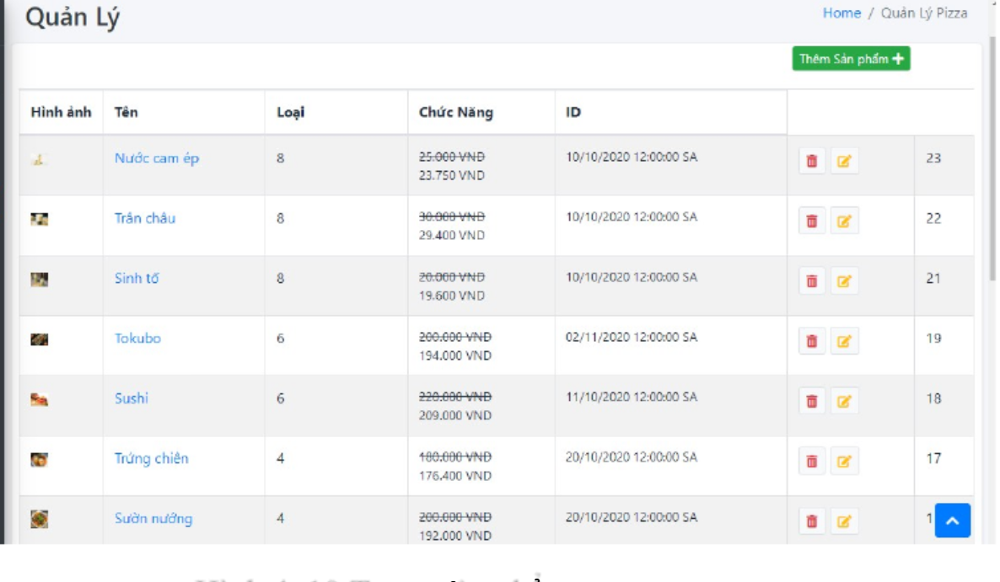 Quản Lý
Home / Quản Lý Pizza
Thêm Sản phẩm
Hình ảnh Tên Loại Chức Năng ID
Nước cam ép 8 25.000 VND 10/10/2020 12:00:00 SA 23
23.750 VND
Trân châu 8 30.000 VND 10/10/2020 12:00:00 SA 22
29.400 VND
Sinh tố 8 20.000 VND 10/10/2020 12:00:00 SA 21
19.600 VND
Tokubo 6 200.000 VND 02/11/2020 12:00:00 SA 19
194.000 VND
Sushi 6 220.000 VND 11/10/2020 12:00:00 SA 18
209.000 VND
Trứng chiên 4 180.000 VND 20/10/2020 12:00:00 SA 17
176.400 VND
Sườn nướng 4 200.000 VND 20/10/2020 12:00:00 SA
192.000 VND